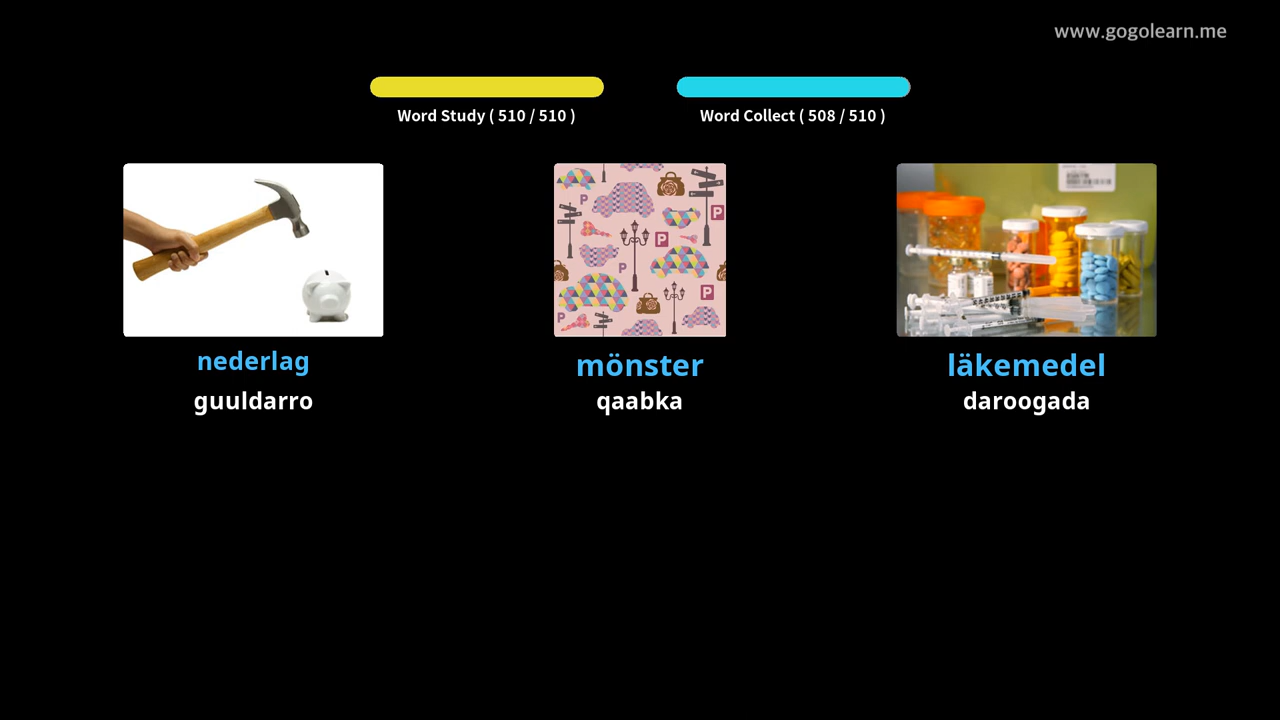 www.gogolearn.me
Word Study ( 510 / 510 )
Word Collect ( 508 / 510 )
P
P
P
P
P
P
nederlag
mönster
läkemedel
guuldarro
qaabka
daroogada